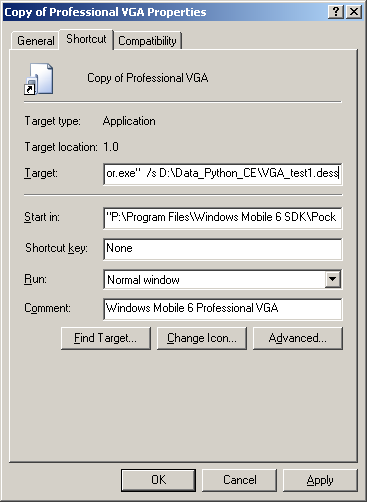 Copy of Professional VGA Properties
General Shortcut Compatibility
Copy of Professional VGA
Target type: Application
Target location: 1.0
Target: or.exe" /s D:\Data_Python_CE\VGA_test1.dess
Start in: "P:\Program Files\Windows Mobile 6 SDK\Pock
Shortcut key: None
Run: Normal window
Comment: Windows Mobile 6 Professional VGA
Find Target... Change Icon... Advanced...
OK Cancel Apply